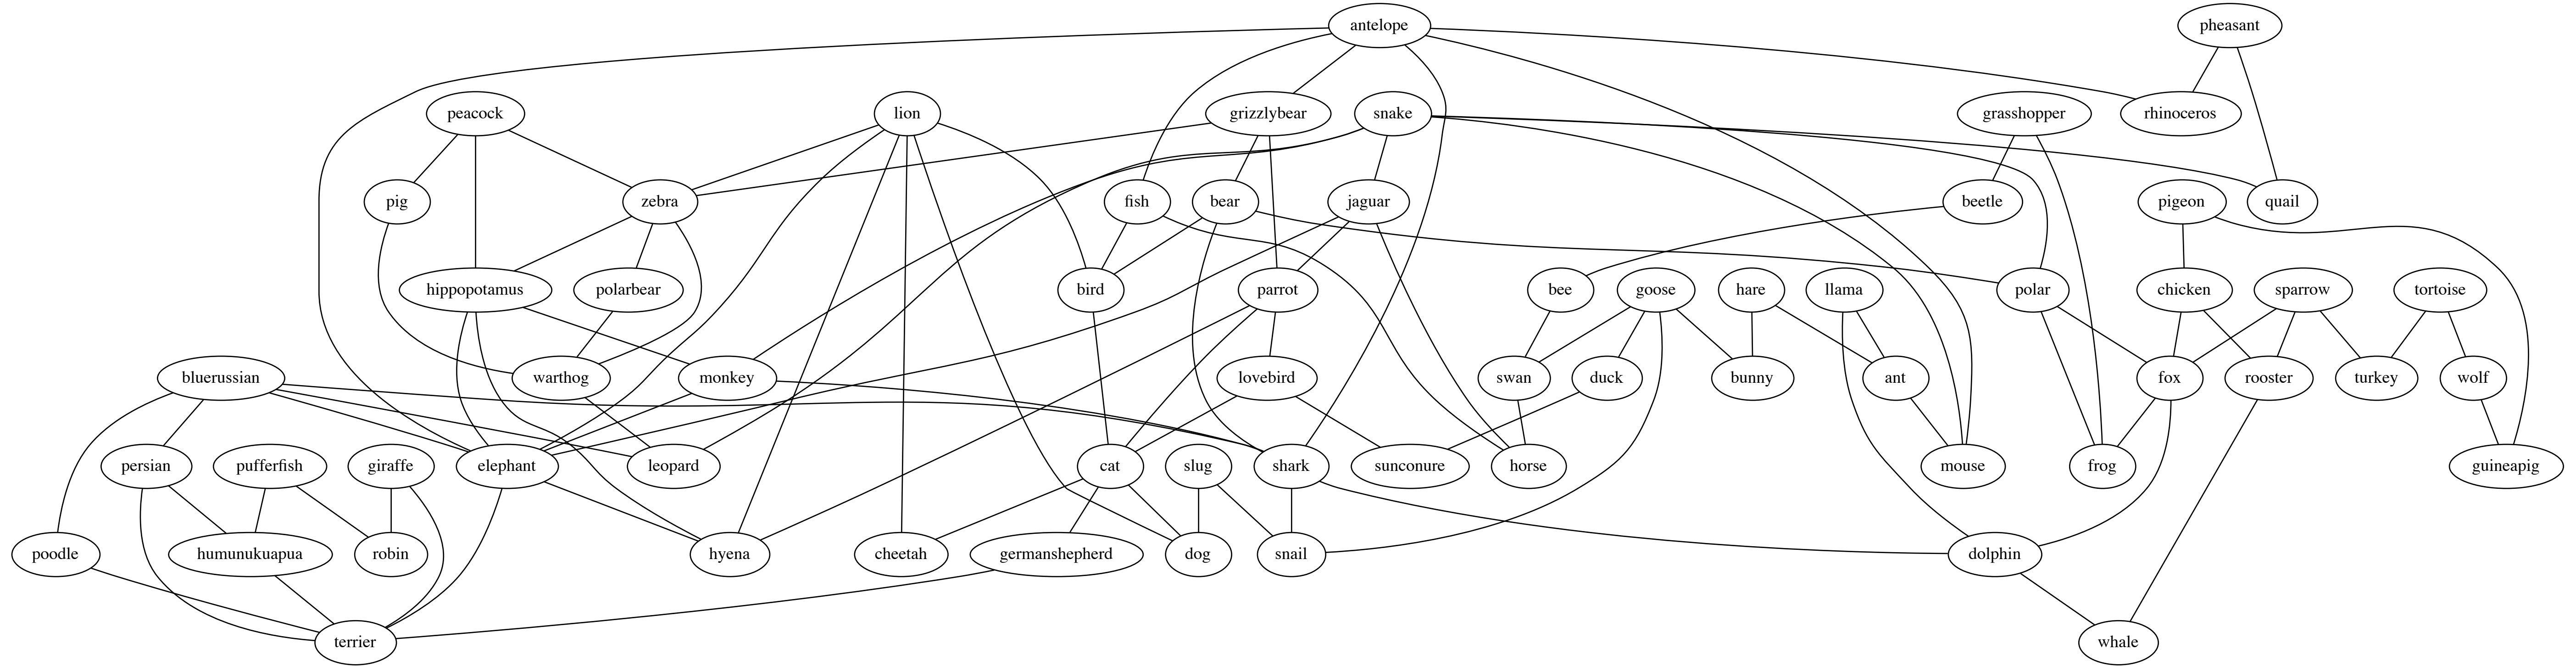 antelope
pheasant
peacock
lion
grizzlybear
snake
grasshopper
rhinoceros
pig
zebra
fish
bear
jaguar
beetle
pigeon
quail
hippopotamus
polarbear
bird
parrot
bee
goose
hare
llama
polar
chicken
sparrow
tortoise
bluerussian
warthog
monkey
lovebird
swan
duck
bunny
ant
fox
rooster
turkey
wolf
persian
pufferfish
giraffe
elephant
leopard
cat
slug
shark
sunconure
horse
mouse
frog
guineapig
poodle
humunukuapua
robin
hyena
cheetah
germanshepherd
dog
snail
dolphin
terrier
whale